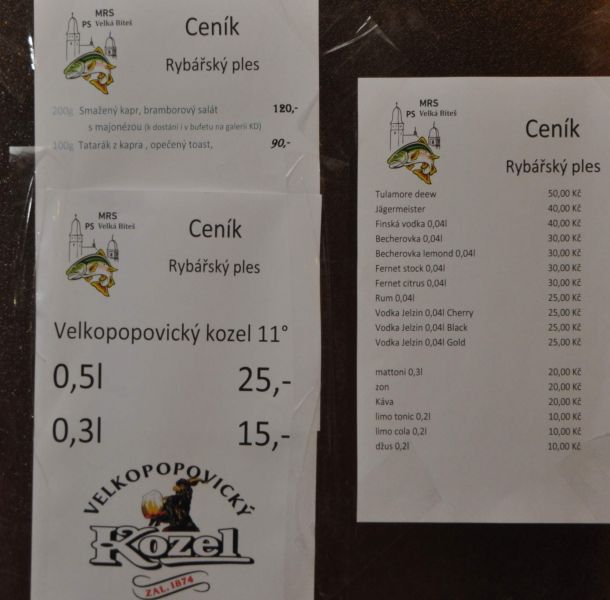 MRS
PS Velká Bíteš
Ceník
Rybářský ples
200g Smažený kapr, bramborový salát 120,-
s majonézou (k dostání i v bufetu na galerii KD)
100g Tatarák z kapra , opečený toast, 90,-
MRS
PS Velká Bíteš
Ceník
Rybářský ples
Velkopopovický kozel 11°
0,5l 25,-
0,3l 15,-
VELKOPOPOVICKÝ
Kozel
ZAL. 1874
MRS
PS Velká Bíteš
Ceník
Rybářský ples
Tulamore deew 50,00 Kč
Jägermeister 40,00 Kč
Finská vodka 0,04l 40,00 Kč
Becherovka 0,04l 30,00 Kč
Becherovka lemond 0,04l 30,00 Kč
Fernet stock 0,04l 30,00 Kč
Fernet citrus 0,04l 30,00 Kč
Rum 0,04l 25,00 Kč
Vodka Jelzin 0,04l Cherry 25,00 Kč
Vodka Jelzin 0,04l Black 25,00 Kč
Vodka Jelzin 0,04l Gold 25,00 Kč
mattoni 0,3l 20,00 Kč
zon 20,00 Kč
Káva 20,00 Kč
limo tonic 0,2l 10,00 Kč
limo cola 0,2l 10,00 Kč
džus 0,2l 10,00 Kč